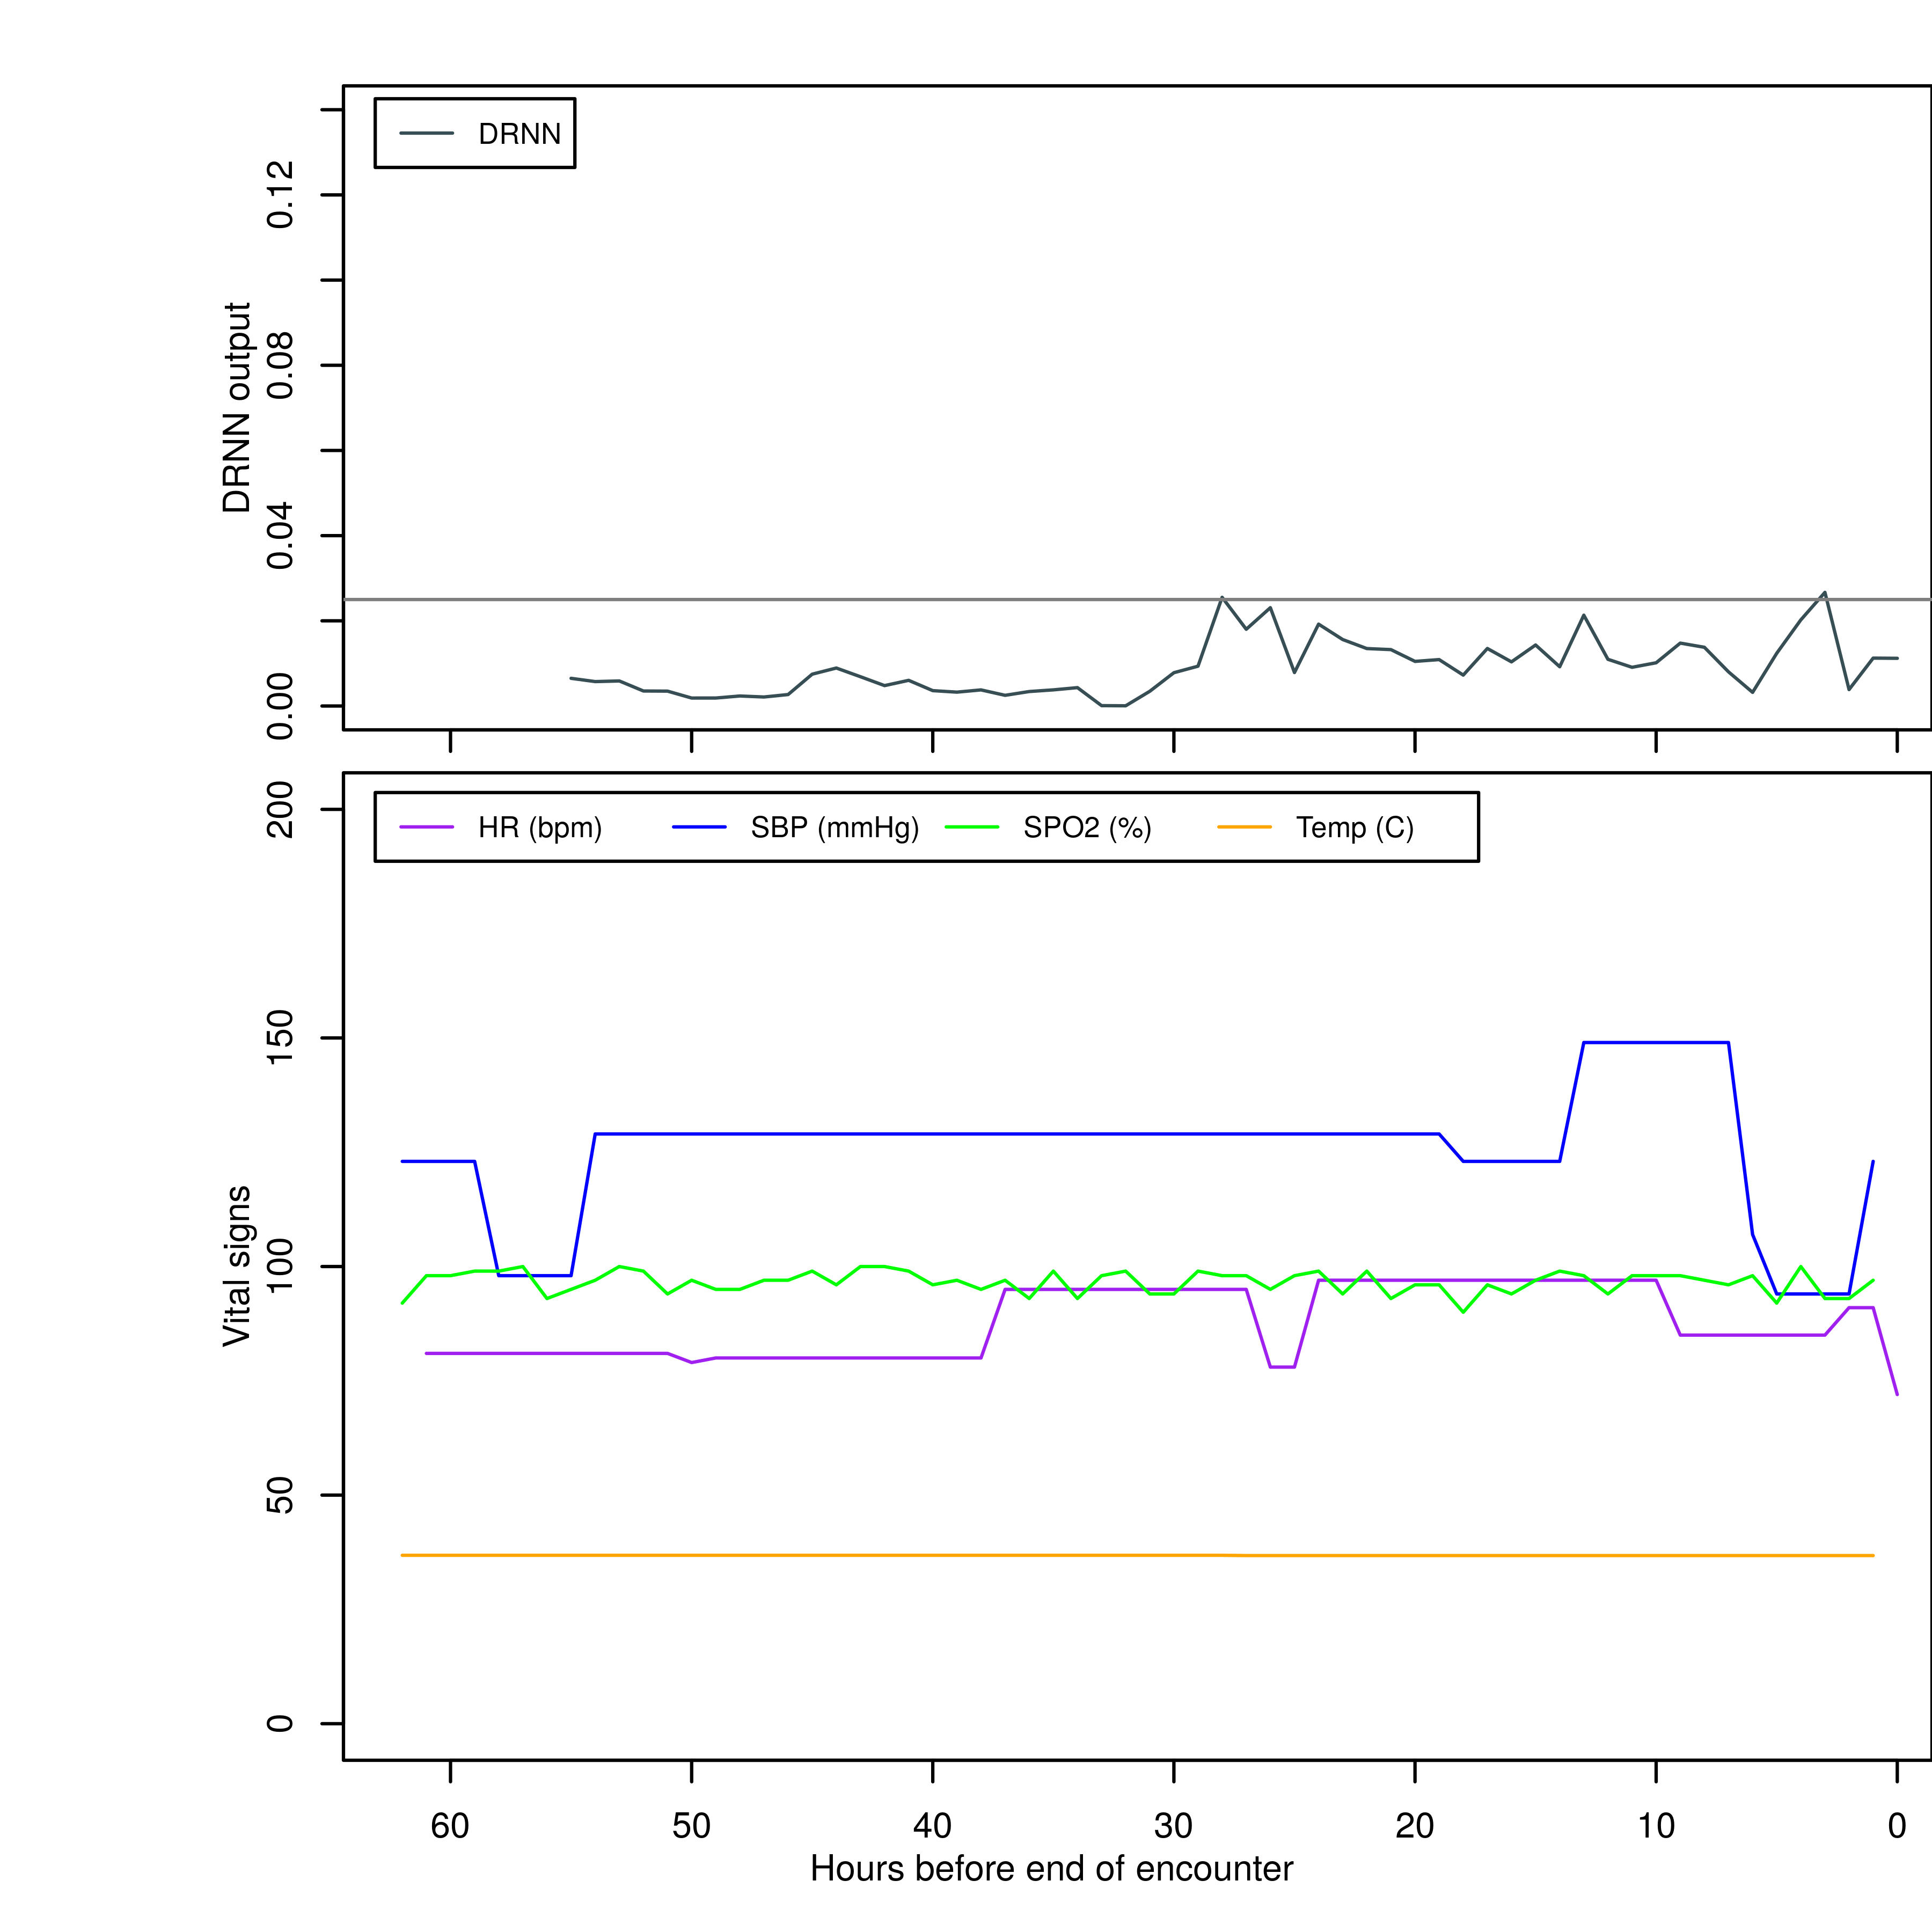 DRNN
0.12
0.08
0.04
0.00
DRNN output
HR (bpm) SBP (mmHg) SPO2 (%) Temp (C)
200
150
100
50
0
Vital signs
60 50 40 30 20 10 0
Hours before end of encounter